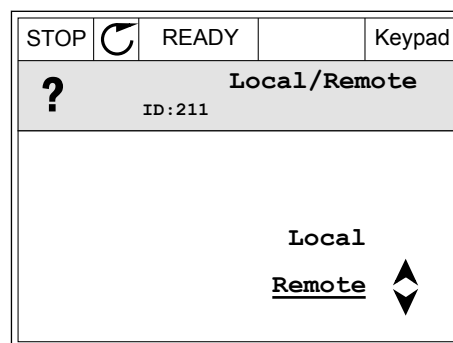 STOP READY Keypad
? Local/Remote
ID:211
Local
Remote